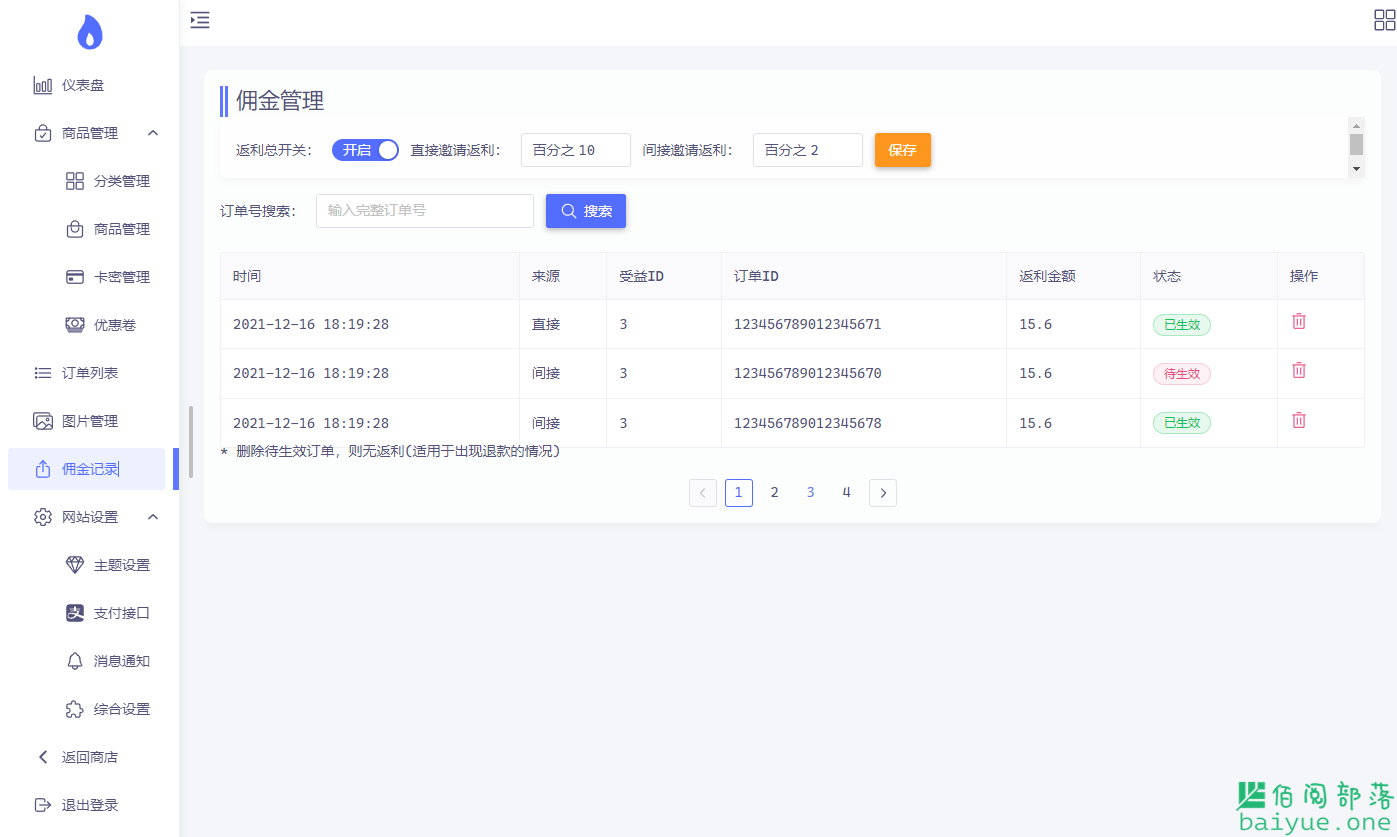 仪表盘
商品管理
分类管理
商品管理
卡密管理
优惠卷
订单列表
图片管理
佣金记录
网站设置
主题设置
支付接口
消息通知
综合设置
返回商店
退出登录
佣金管理
返利总开关： 开启 直接邀请返利： 百分之 10 间接邀请返利： 百分之 2 保存
订单号搜索： 输入完整订单号 搜索
时间 来源 受益ID 订单ID 返利金额 状态 操作
2021-12-16 18:19:28 直接 3 123456789012345671 15.6 已生效
2021-12-16 18:19:28 间接 3 123456789012345670 15.6 待生效
2021-12-16 18:19:28 间接 3 123456789012345678 15.6 已生效
* 删除待生效订单，则无返利(适用于出现退款的情况)
1 2 3 4
佰阅部落
baiyue.one